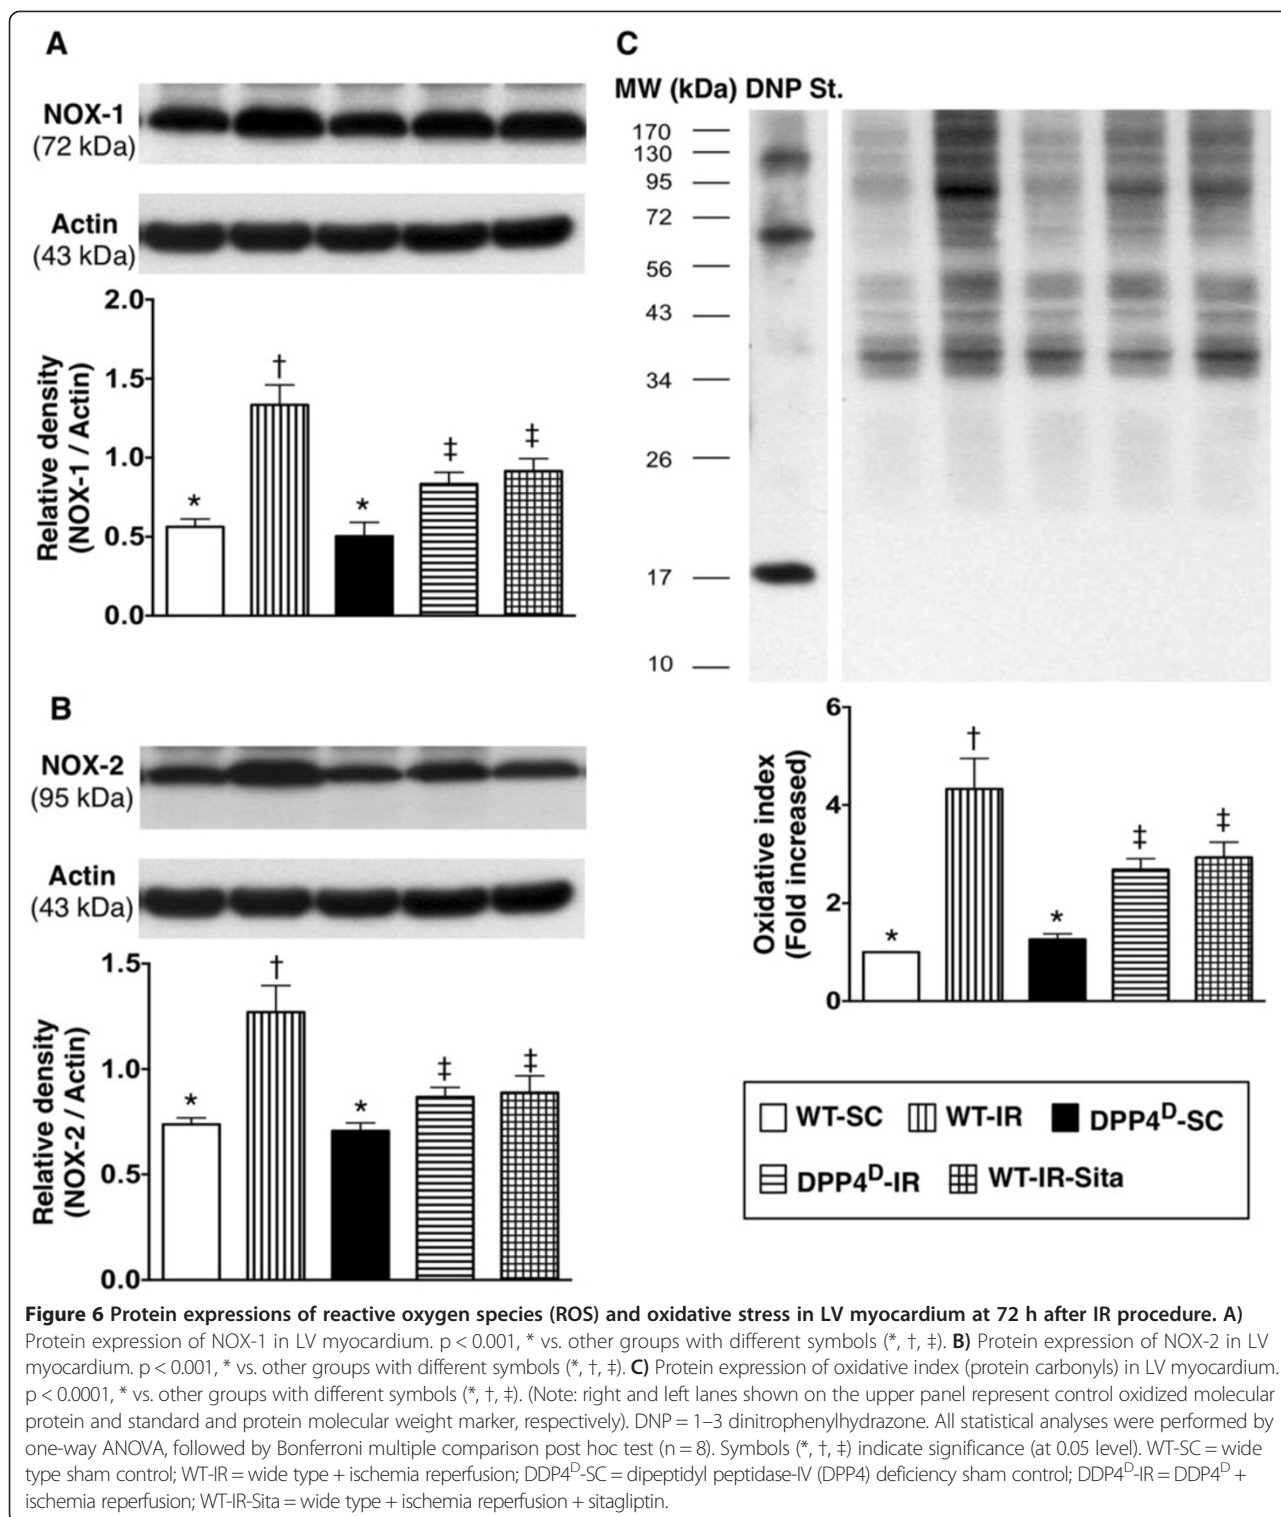 A
NOX-1
(72 kDa)
Actin
(43 kDa)
2.0
1.5
1.0
0.5
0.0
Relative density
(NOX-1 / Actin)
*
†
*
‡
‡
B
NOX-2
(95 kDa)
Actin
(43 kDa)
1.5
1.0
0.5
0.0
Relative density
(NOX-2 / Actin)
*
†
*
‡
‡
C
MW (kDa) DNP St.
170
130
95
72
56
43
34
26
17
10
6
4
2
0
Oxidative index
(Fold increased)
*
†
*
‡
‡
WT-SC WT-IR DPP4ᴰ-SC
DPP4ᴰ-IR WT-IR-Sita
Figure 6 Protein expressions of reactive oxygen species (ROS) and oxidative stress in LV myocardium at 72 h after IR procedure. A)
Protein expression of NOX-1 in LV myocardium. p < 0.001, * vs. other groups with different symbols (*, †, ‡). B) Protein expression of NOX-2 in LV
myocardium. p < 0.001, * vs. other groups with different symbols (*, †, ‡). C) Protein expression of oxidative index (protein carbonyls) in LV myocardium.
p < 0.0001, * vs. other groups with different symbols (*, †, ‡). (Note: right and left lanes shown on the upper panel represent control oxidized molecular
protein and standard and protein molecular weight marker, respectively). DNP = 1–3 dinitrophenylhydrazone. All statistical analyses were performed by
one-way ANOVA, followed by Bonferroni multiple comparison post hoc test (n = 8). Symbols (*, †, ‡) indicate significance (at 0.05 level). WT-SC = wide
type sham control; WT-IR = wide type + ischemia reperfusion; DDP4ᴰ-SC = dipeptidyl peptidase-IV (DPP4) deficiency sham control; DDP4ᴰ-IR = DDP4ᴰ +
ischemia reperfusion; WT-IR-Sita = wide type + ischemia reperfusion + sitagliptin.